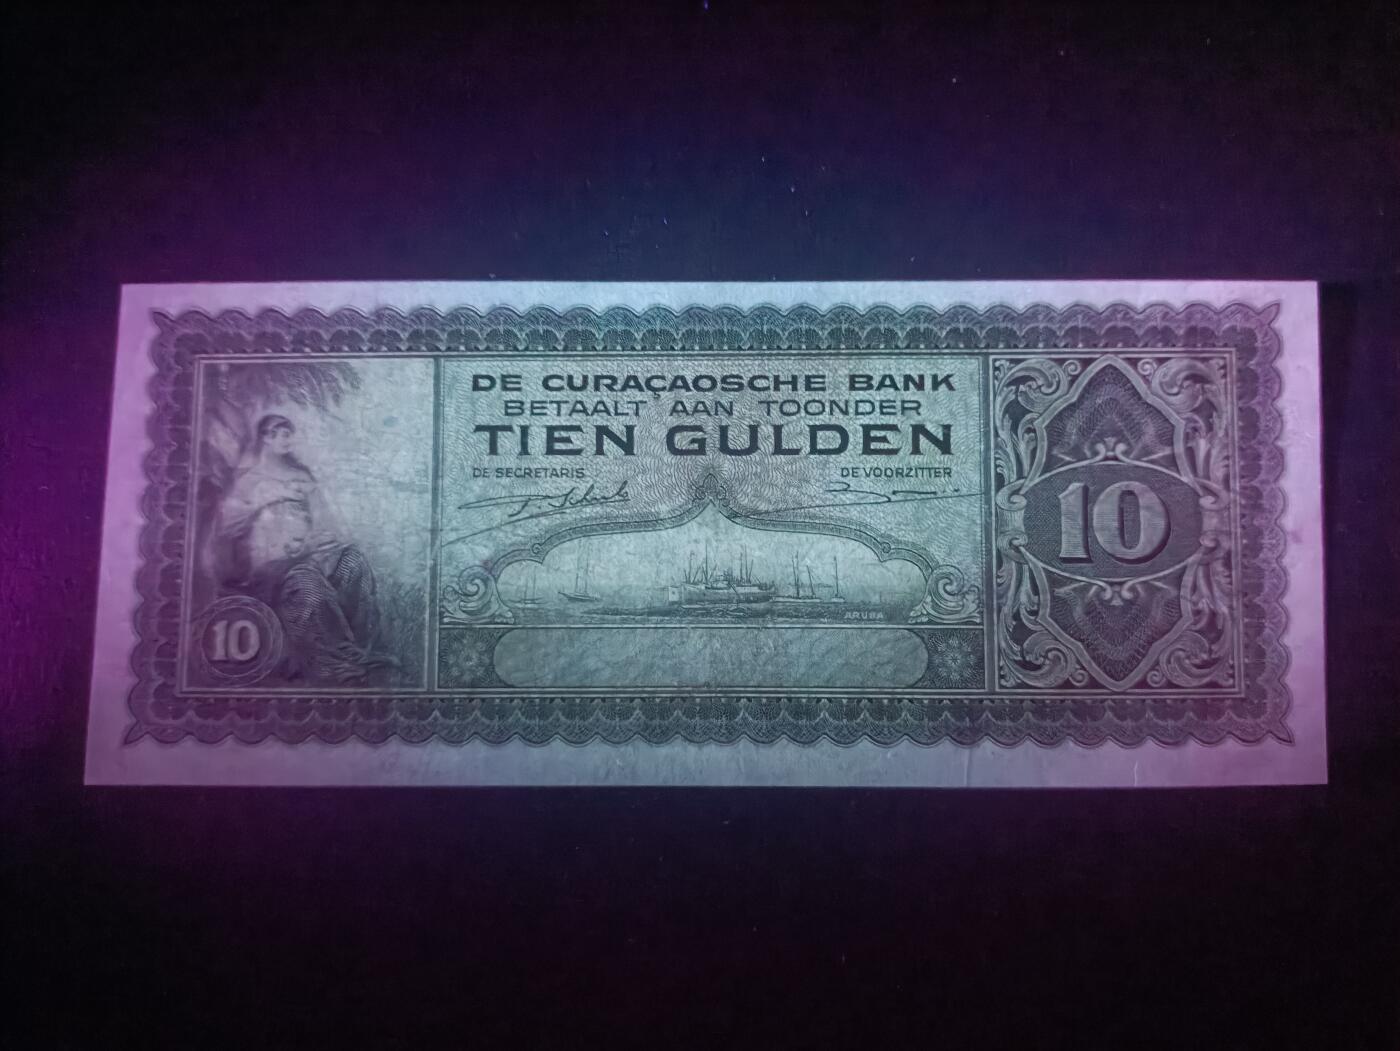 DE CURAÇAOSCHE BANK
BETAALT AAN TOONDER
TIEN GULDEN
DE SECRETARIS
DE VOORZITTER
10
ARUBA
10